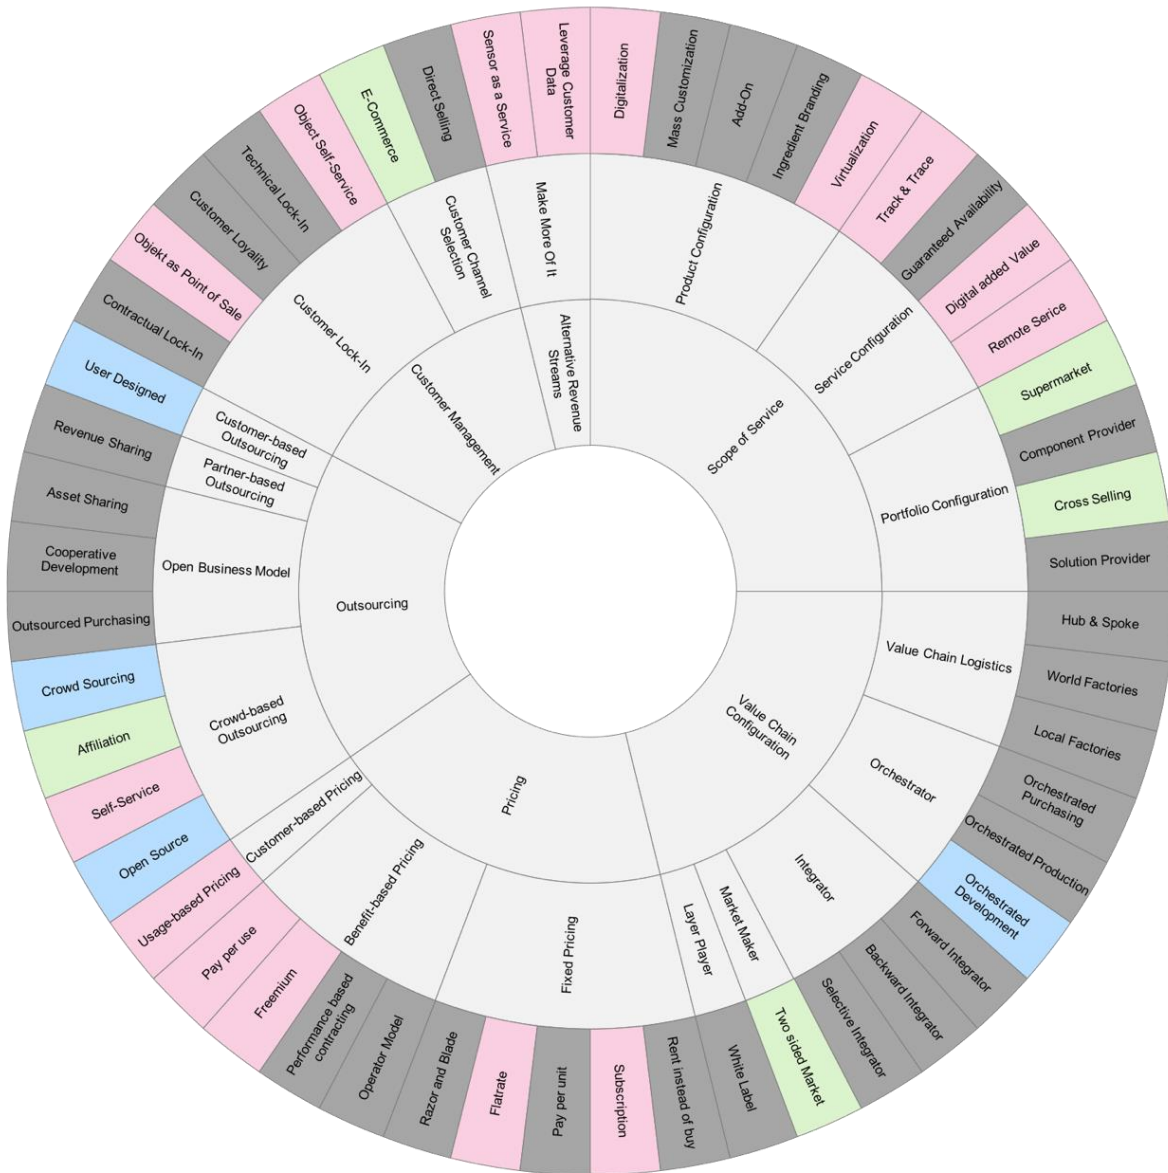 Digitalization
Mass Customization
Add-On
Ingredient Branding
Virtualization
Track & Trace
Guaranteed Availability
Digital added Value
Remote Serice
Supermarket
Component Provider
Cross Selling
Solution Provider
Hub & Spoke
World Factories
Local Factories
Orchestrated
Purchasing
Orchestrated Production
Orchestrated
Development
Forward Integrator
Backward Integrator
Selective Integrator
Two sided Market
White Label
Rent instead of buy
Subscription
Pay per unit
Flatrate
Razor and Blade
Operator Model
Performance based
contracting
Freemium
Pay per use
Usage-based Pricing
Open Source
Self-Service
Affiliation
Crowd Sourcing
Outsourced Purchasing
Cooperative
Development
Asset Sharing
Revenue Sharing
User Designed
Contractual Lock-In
Objekt as Point of Sale
Customer Loyality
Technical Lock-In
Object Self-Service
E-Commerce
Direct Selling
Sensor as a Service
Leverage Customer
Data
Product Configuration
Service Configuration
Portfolio Configuration
Value Chain Logistics
Orchestrator
Integrator
Market Maker
Layer Player
Fixed Pricing
Benefit-based Pricing
Customer-based Pricing
Crowd-based
Outsourcing
Open Business Model
Partner-based
Outsourcing
Customer-based
Outsourcing
Customer Lock-In
Customer Channel
Selection
Make More Of It
Scope of Service
Value Chain
Configuration
Pricing
Outsourcing
Customer Management
Alternative Revenue
Streams